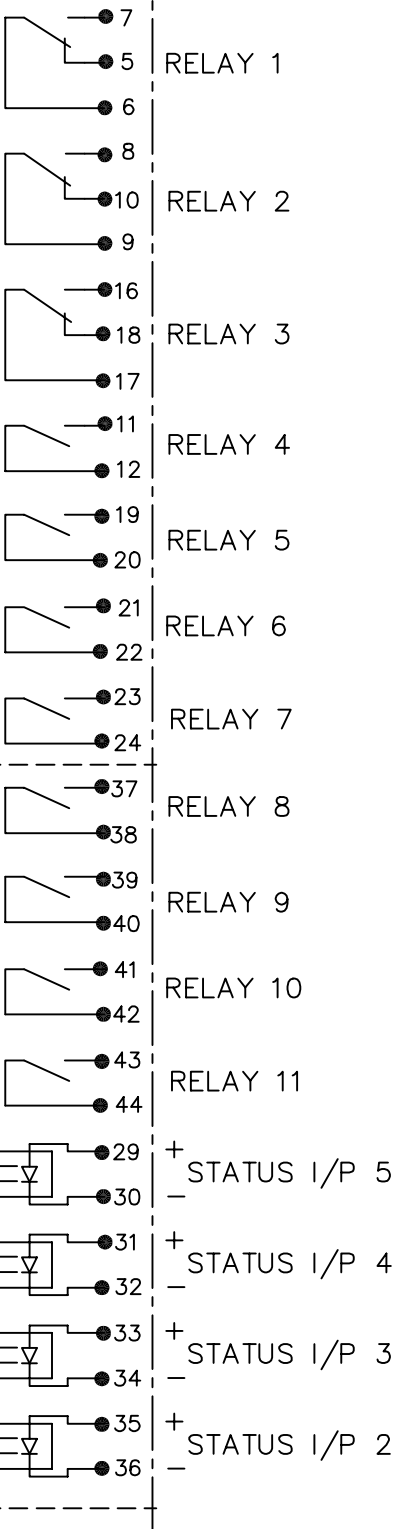 7
5 RELAY 1
6
8
10 RELAY 2
9
16
18 RELAY 3
17
11
RELAY 4
12
19
RELAY 5
20
21
RELAY 6
22
23
RELAY 7
24
37
RELAY 8
38
39
RELAY 9
40
41
RELAY 10
42
43
RELAY 11
44
29 +
STATUS I/P 5
30 −
31 +
STATUS I/P 4
32 −
33 +
STATUS I/P 3
34 −
35 +
STATUS I/P 2
36 −